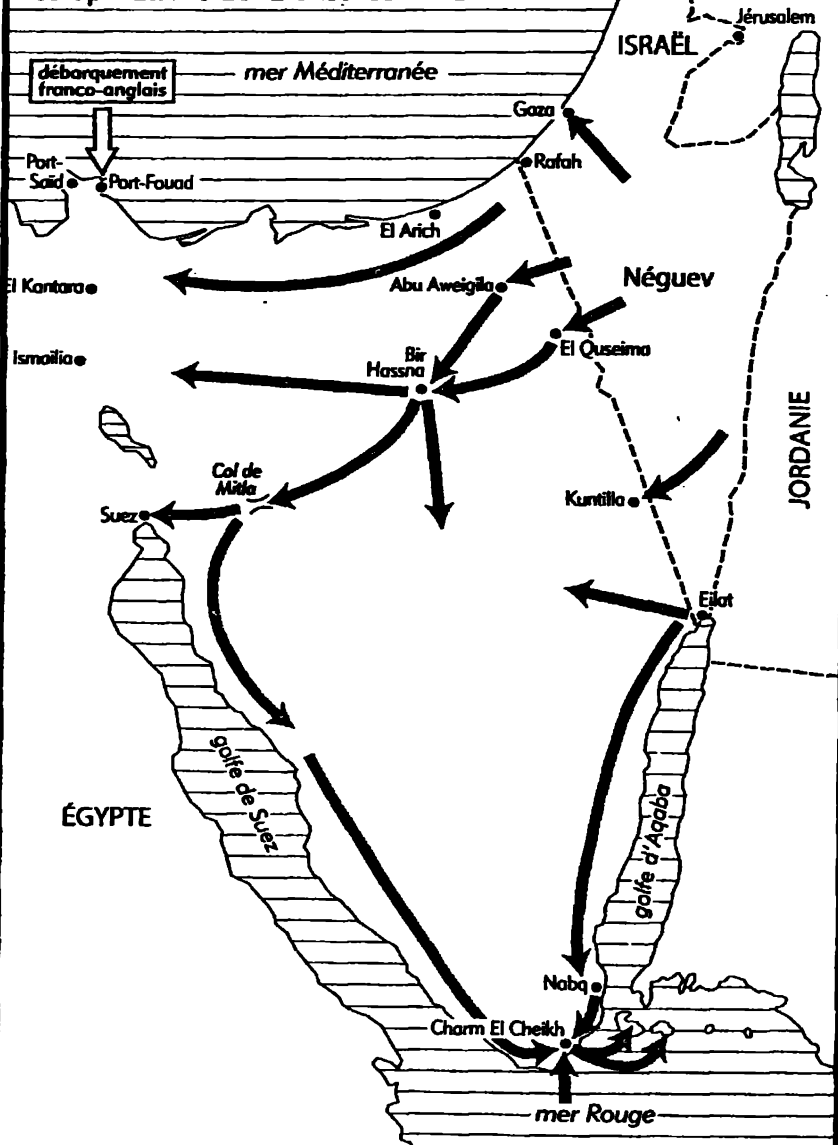 Jérusalem
ISRAËL
débarquement
franco-anglais
mer Méditerranée
Gaza
Port-
Saïd
Port-Fouad
Rafah
El Arich
El Kantara
Abu Aweigila
Néguev
Ismaïlia
Bir
Hassna
El Quseima
JORDANIE
Col de
Mitla
Suez
Kuntilla
Eilat
golfe de Suez
ÉGYPTE
golfe d'Aqaba
Nabq
Charm El Cheikh
mer Rouge